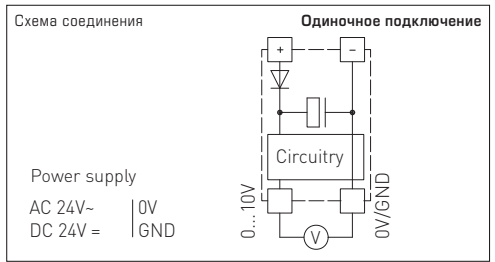 Схема соединения
Одиночное подключение
+ –
Circuitry
Power supply
AC 24V~ | 0V
DC 24V = | GND
0...10V
V
0V/GND